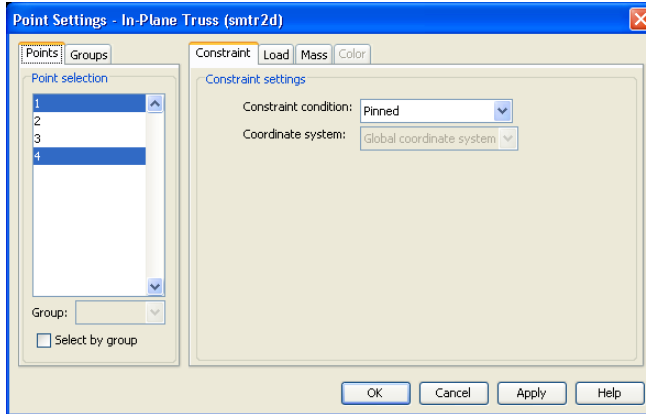 Point Settings - In-Plane Truss (smtr2d)
Points Groups
Constraint Load Mass Color
Point selection
1
2
3
4
Group:
Select by group
Constraint settings
Constraint condition: Pinned
Coordinate system: Global coordinate system
OK Cancel Apply Help